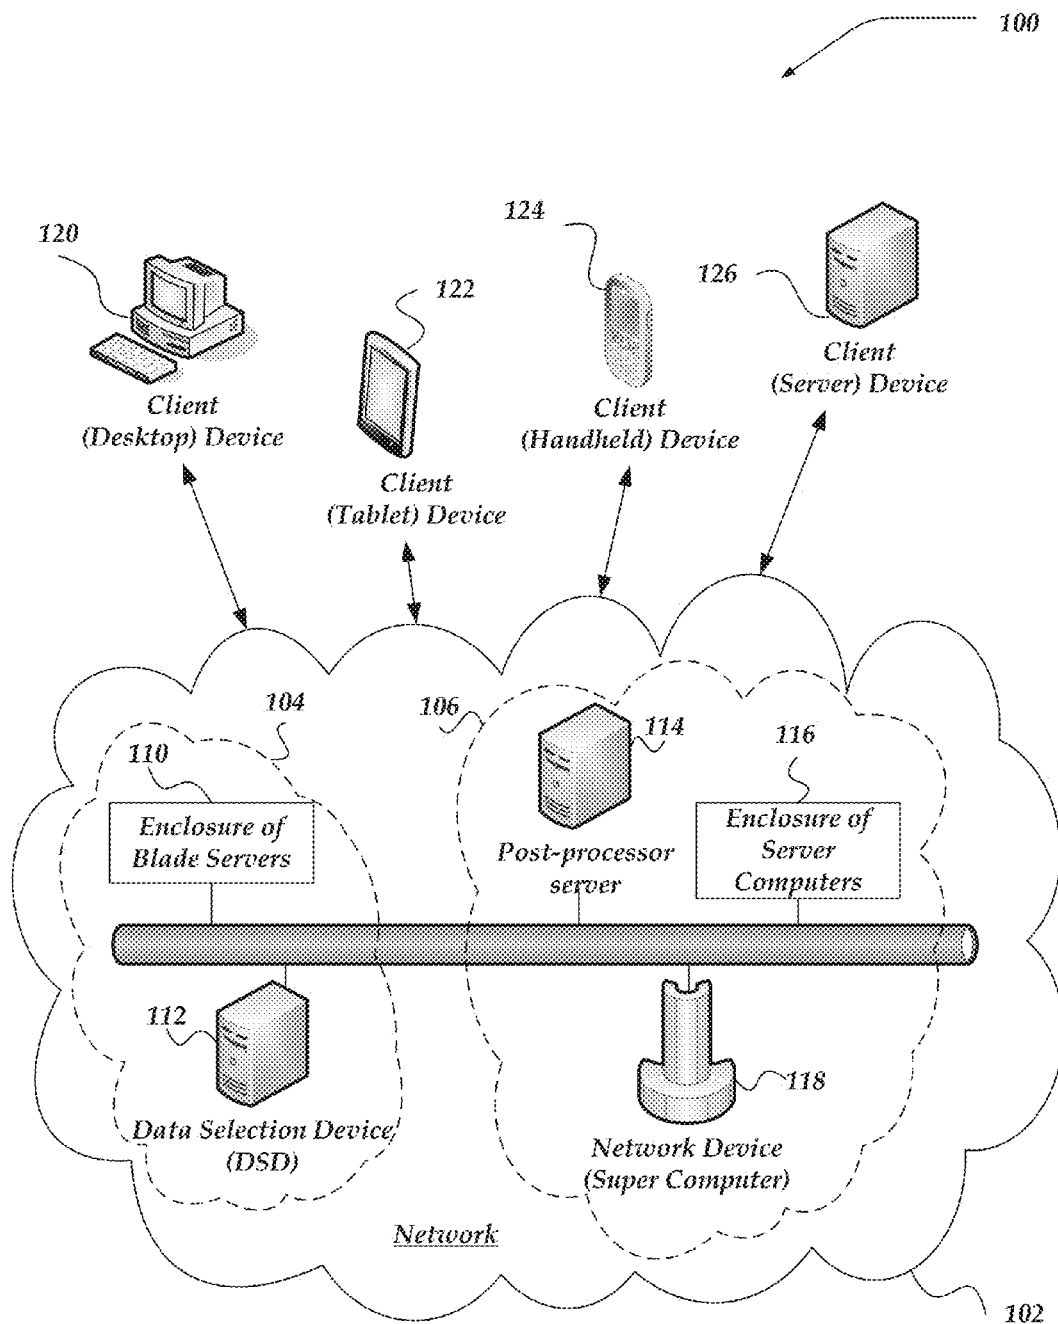 100
120
122
124
126
Client
(Desktop) Device
Client
(Tablet) Device
Client
(Handheld) Device
Client
(Server) Device
104
106
110
114
116
Enclosure of
Blade Servers
Post-processor
server
Enclosure of
Server
Computers
112
118
Data Selection Device
(DSD)
Network Device
(Super Computer)
Network
102